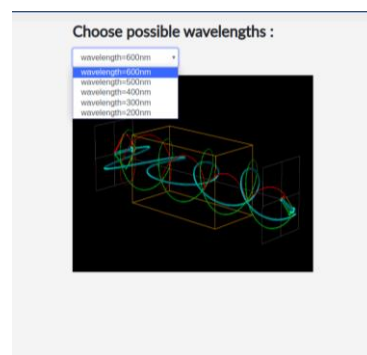 Choose possible wavelengths :
wavelength=600nm
wavelength=600nm
wavelength=500nm
wavelength=400nm
wavelength=300nm
wavelength=200nm